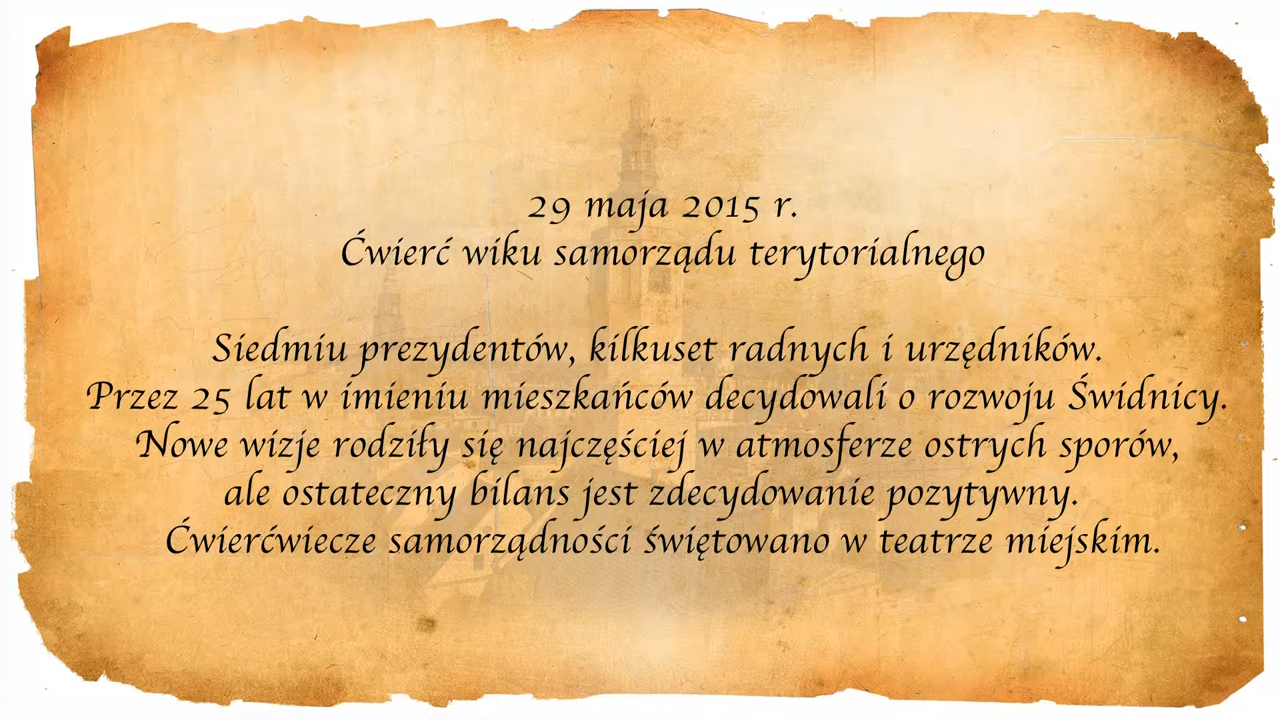 29 maja 2015 r.
Ćwierć wiku samorządu terytorialnego
Siedmiu prezydentów, kilkuset radnych i urzędników.
Przez 25 lat w imieniu mieszkańców decydowali o rozwoju Świdnicy.
Nowe wizje rodziły się najczęściej w atmosferze ostrych sporów,
ale ostateczny bilans jest zdecydowanie pozytywny.
Ćwierćwiecze samorządności świętowano w teatrze miejskim.